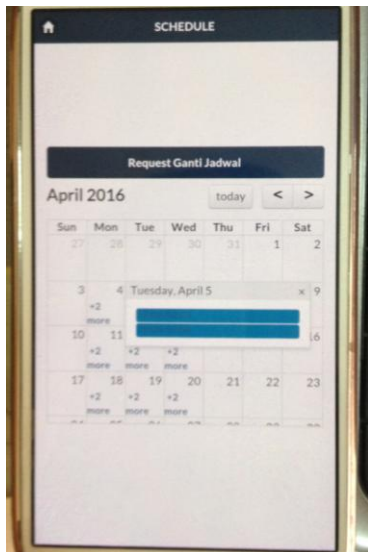 SCHEDULE
Request Ganti Jadwal
April 2016 today < >
Sun Mon Tue Wed Thu Fri Sat
27 28 29 30 31 1 2
3 4 Tuesday, April 5 × 9
+2
more
10 11 16
+2 +2 +2
more more more
17 18 19 20 21 22 23
+2 +2 +2
more more more